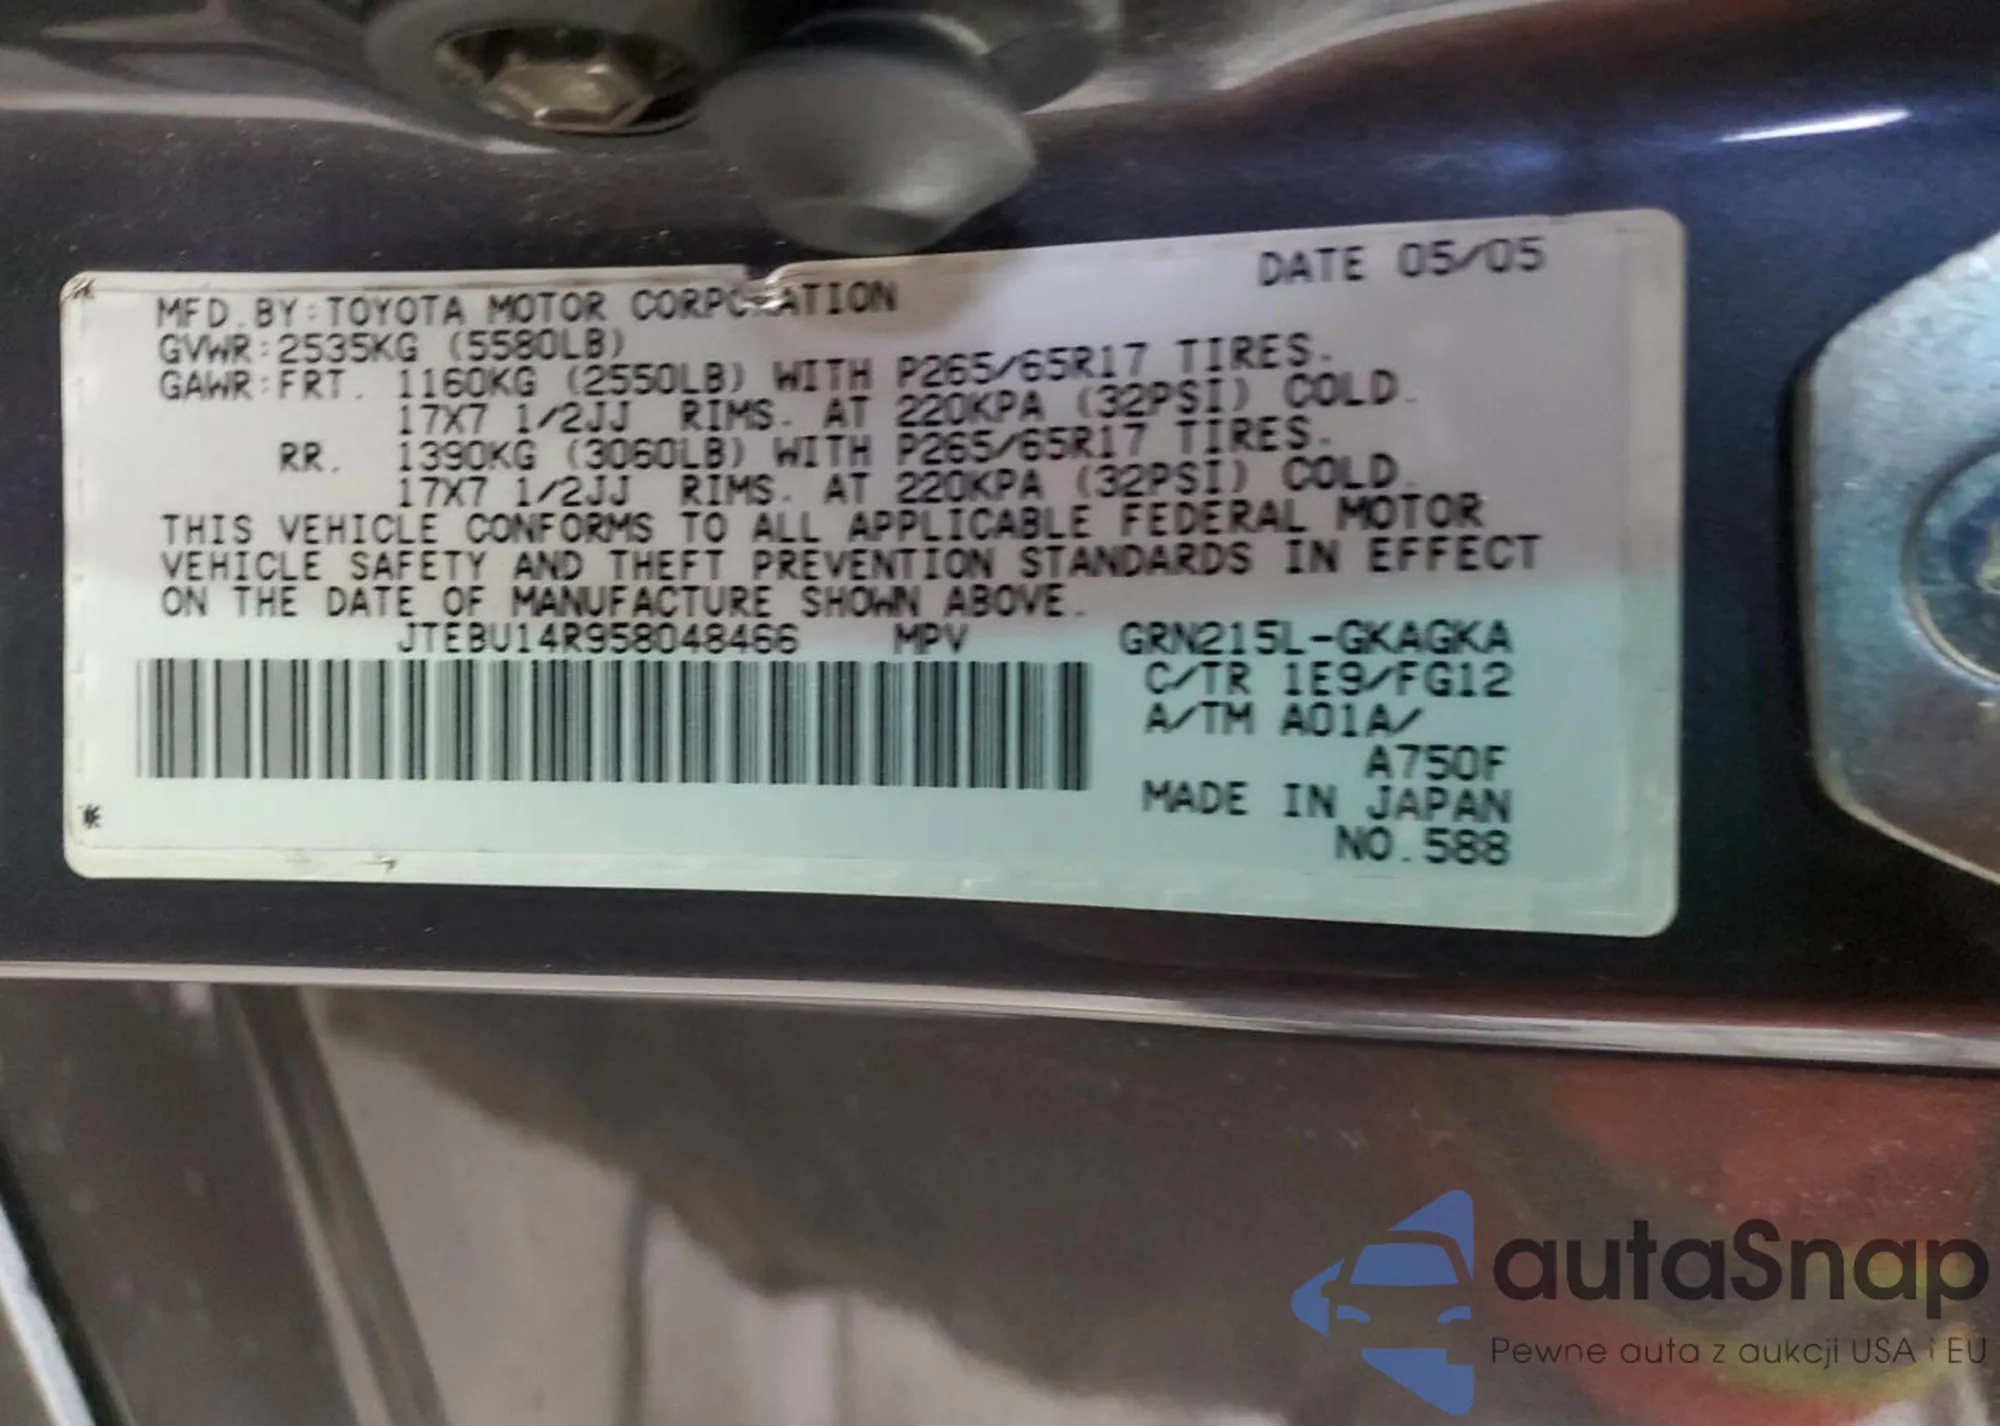 DATE 05/05
MFD.BY:TOYOTA MOTOR CORPORATION
GVWR:2535KG (5580LB)
GAWR:FRT. 1160KG (2550LB) WITH P265/65R17 TIRES.
17X7 1/2JJ RIMS. AT 220KPA (32PSI) COLD.
RR. 1390KG (3060LB) WITH P265/65R17 TIRES.
17X7 1/2JJ RIMS. AT 220KPA (32PSI) COLD.
THIS VEHICLE CONFORMS TO ALL APPLICABLE FEDERAL MOTOR
VEHICLE SAFETY AND THEFT PREVENTION STANDARDS IN EFFECT
ON THE DATE OF MANUFACTURE SHOWN ABOVE.
JTEBU14R958048466 MPV GRN215L-GKAGKA
C/TR 1E9/FG12
A/TM A01A/
A750F
MADE IN JAPAN
NO.588
autaSnap
Pewne auta z aukcji USA i EU